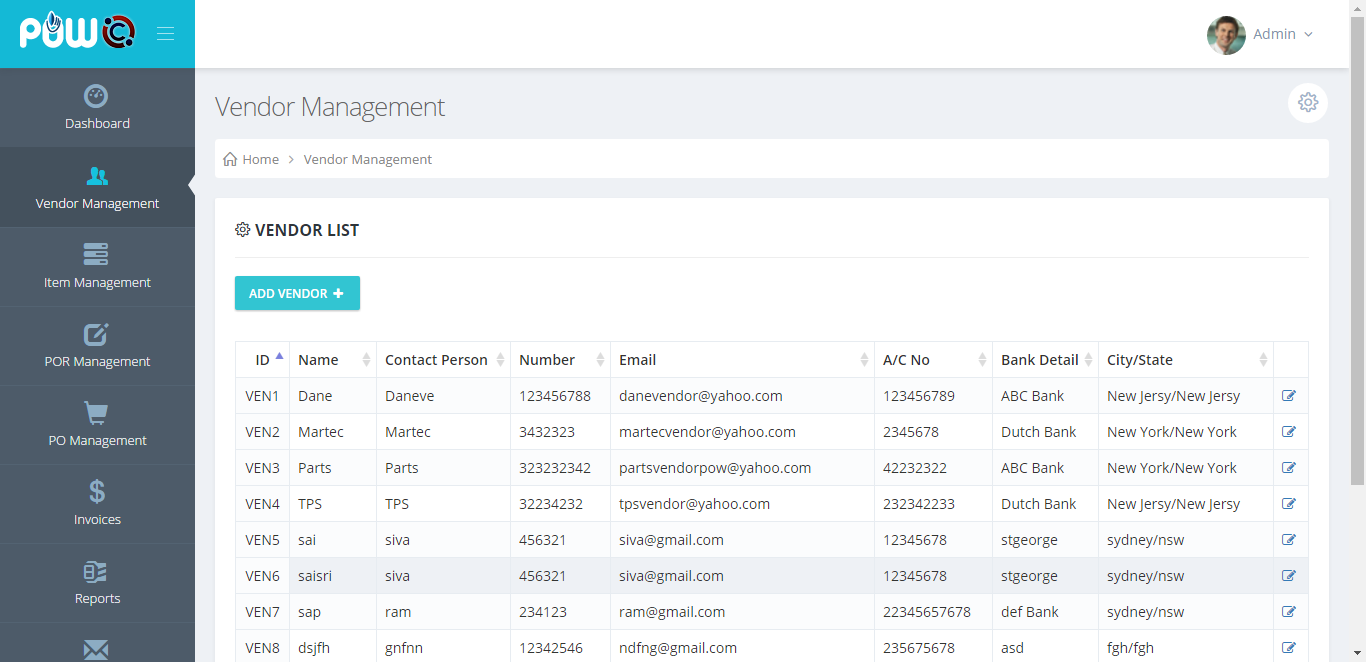 POWiC
Admin
Dashboard
Vendor Management
Item Management
POR Management
PO Management
Invoices
Reports
Vendor Management
Home > Vendor Management
VENDOR LIST
ADD VENDOR +
ID Name Contact Person Number Email A/C No Bank Detail City/State
VEN1 Dane Daneve 123456788 danevendor@yahoo.com 123456789 ABC Bank New Jersy/New Jersy
VEN2 Martec Martec 3432323 martecvendor@yahoo.com 2345678 Dutch Bank New York/New York
VEN3 Parts Parts 323232342 partsvendorpow@yahoo.com 42232322 ABC Bank New York/New York
VEN4 TPS TPS 32234232 tpsvendor@yahoo.com 232342233 Dutch Bank New Jersy/New Jersy
VEN5 sai siva 456321 siva@gmail.com 12345678 stgeorge sydney/nsw
VEN6 saisri siva 456321 siva@gmail.com 12345678 stgeorge sydney/nsw
VEN7 sap ram 234123 ram@gmail.com 22345657678 def Bank sydney/nsw
VEN8 dsjfh gnfnn 12342546 ndfng@gmail.com 235675678 asd fgh/fgh